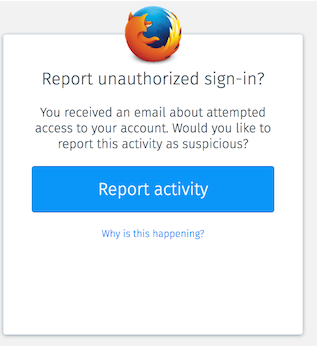 Report unauthorized sign-in?
You received an email about attempted
access to your account. Would you like to
report this activity as suspicious?
Report activity
Why is this happening?